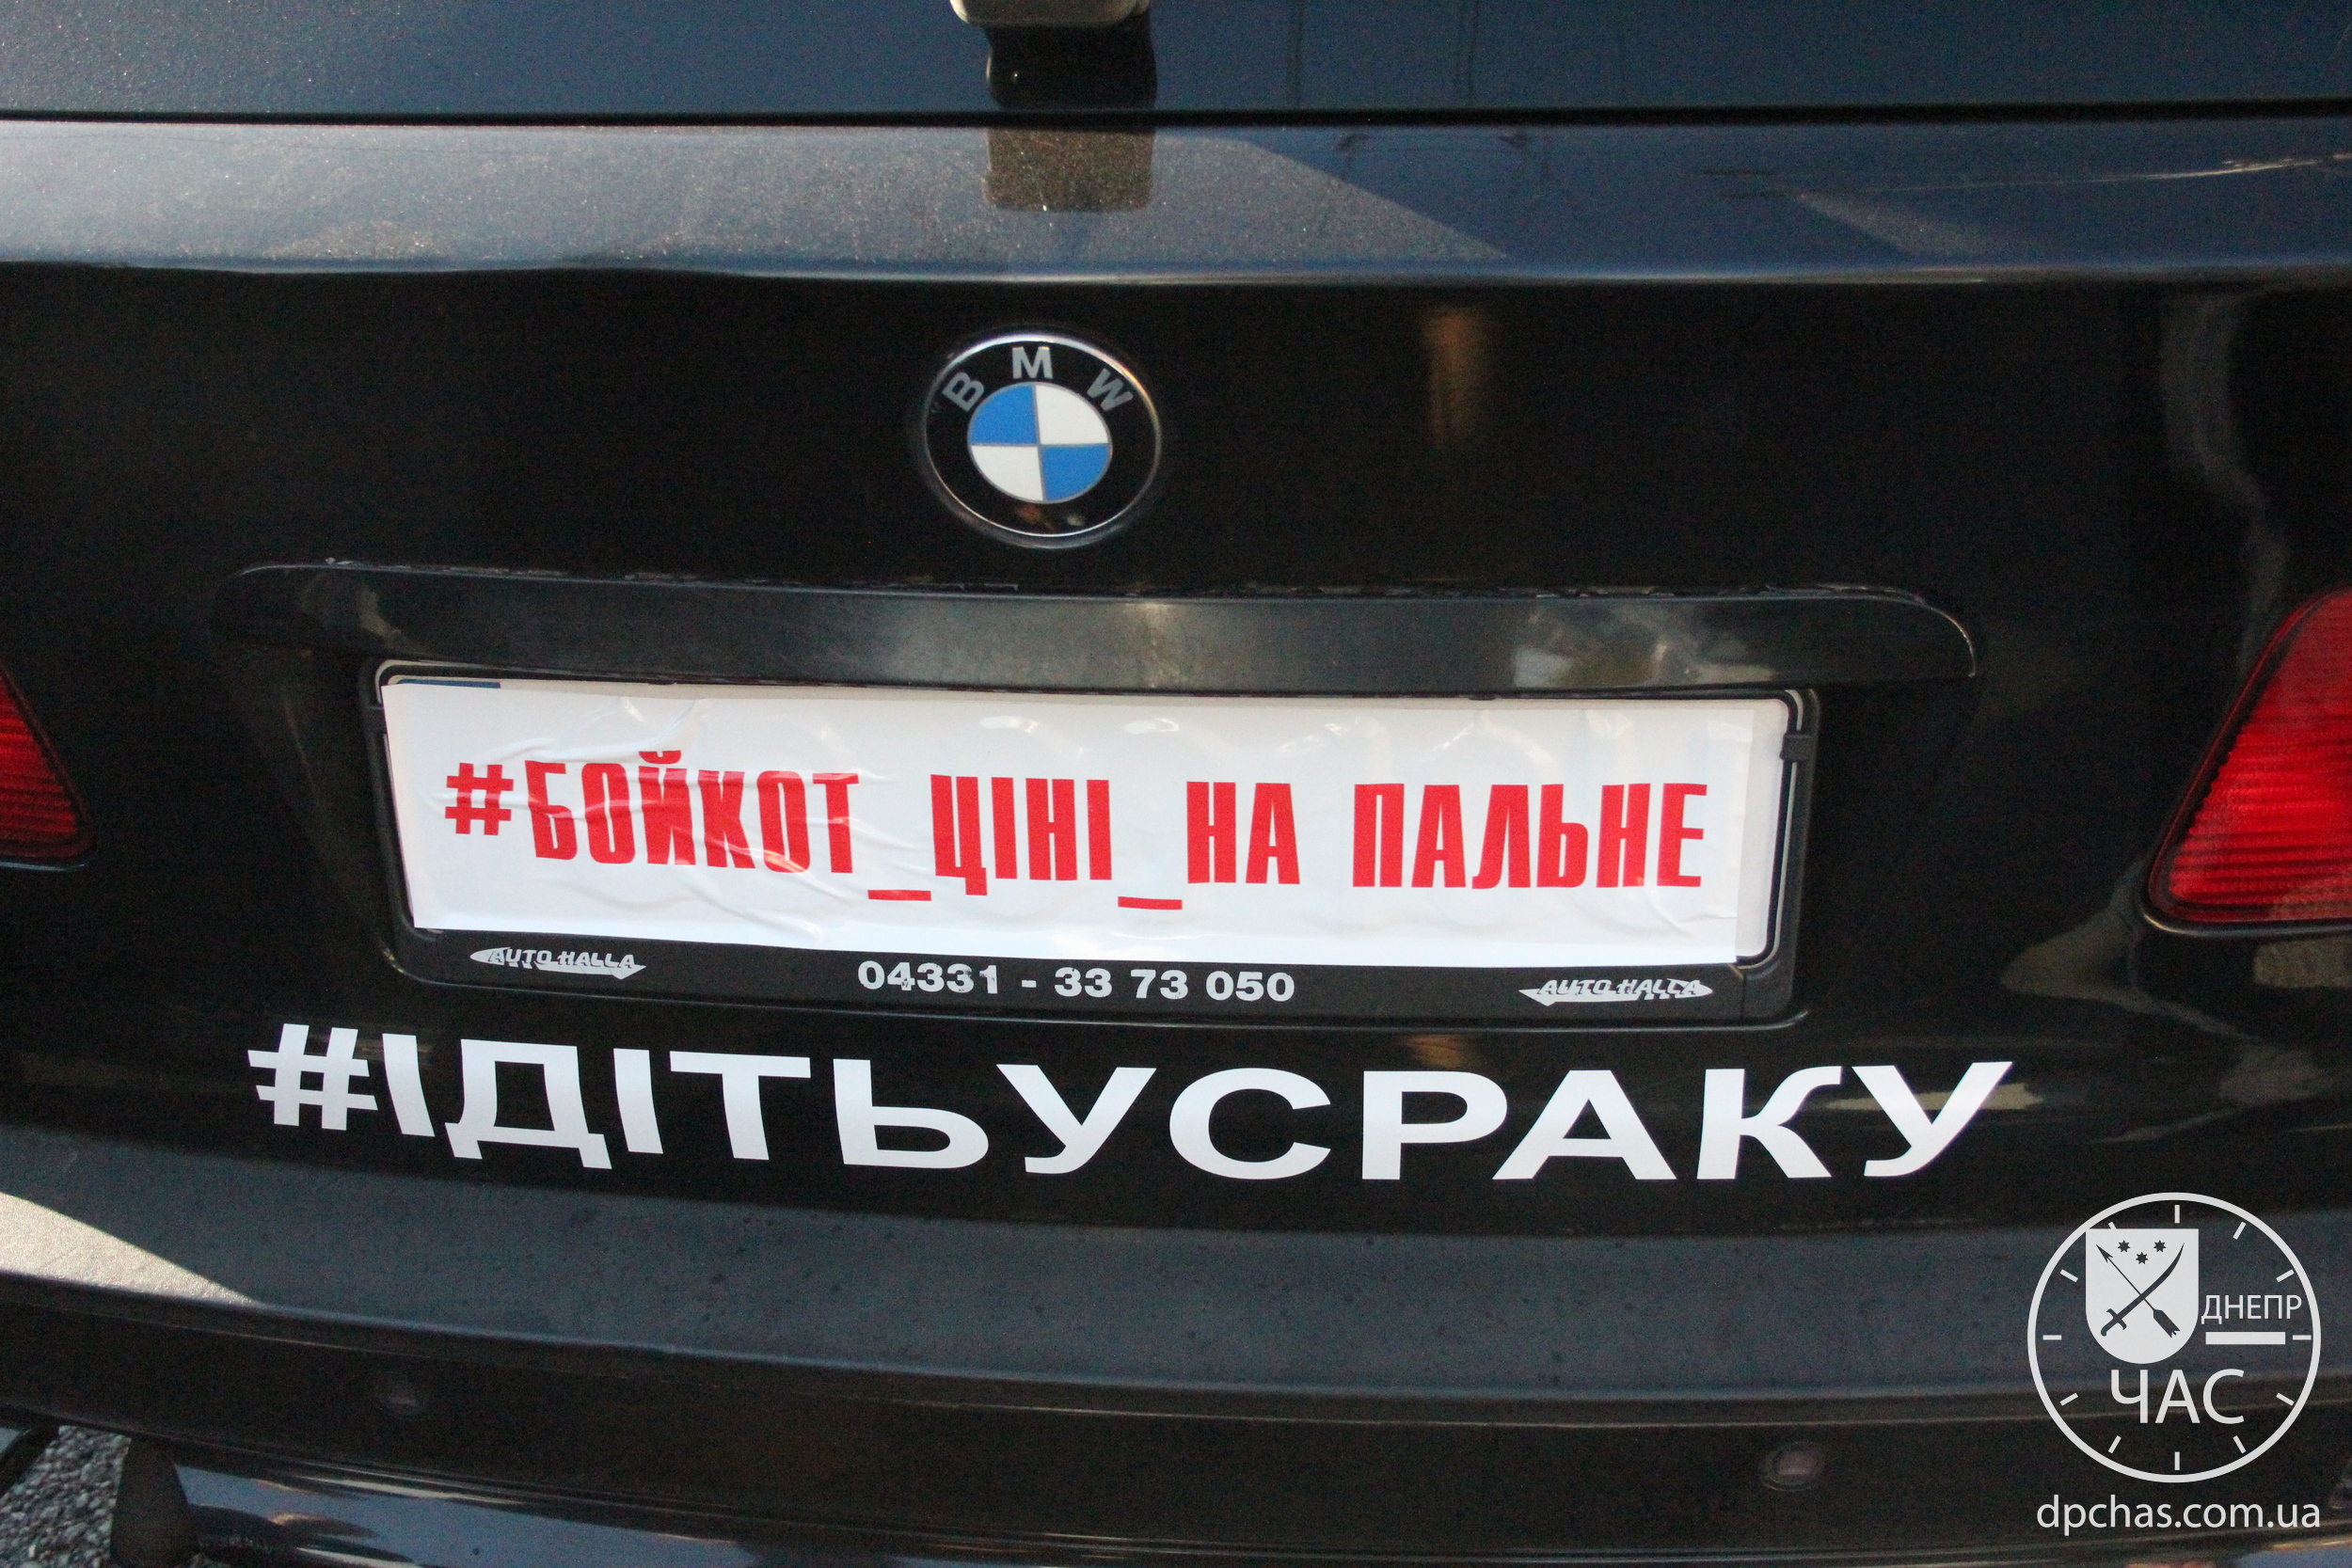 BMW
#БОЙКОТ_ЦІНІ_НА ПАЛЬНЕ
AUTO HALLA 04331 - 33 73 050 AUTO HALLA
#ІДІТЬУСРАКУ
ДНЕПР
ЧАС
dpchas.com.ua